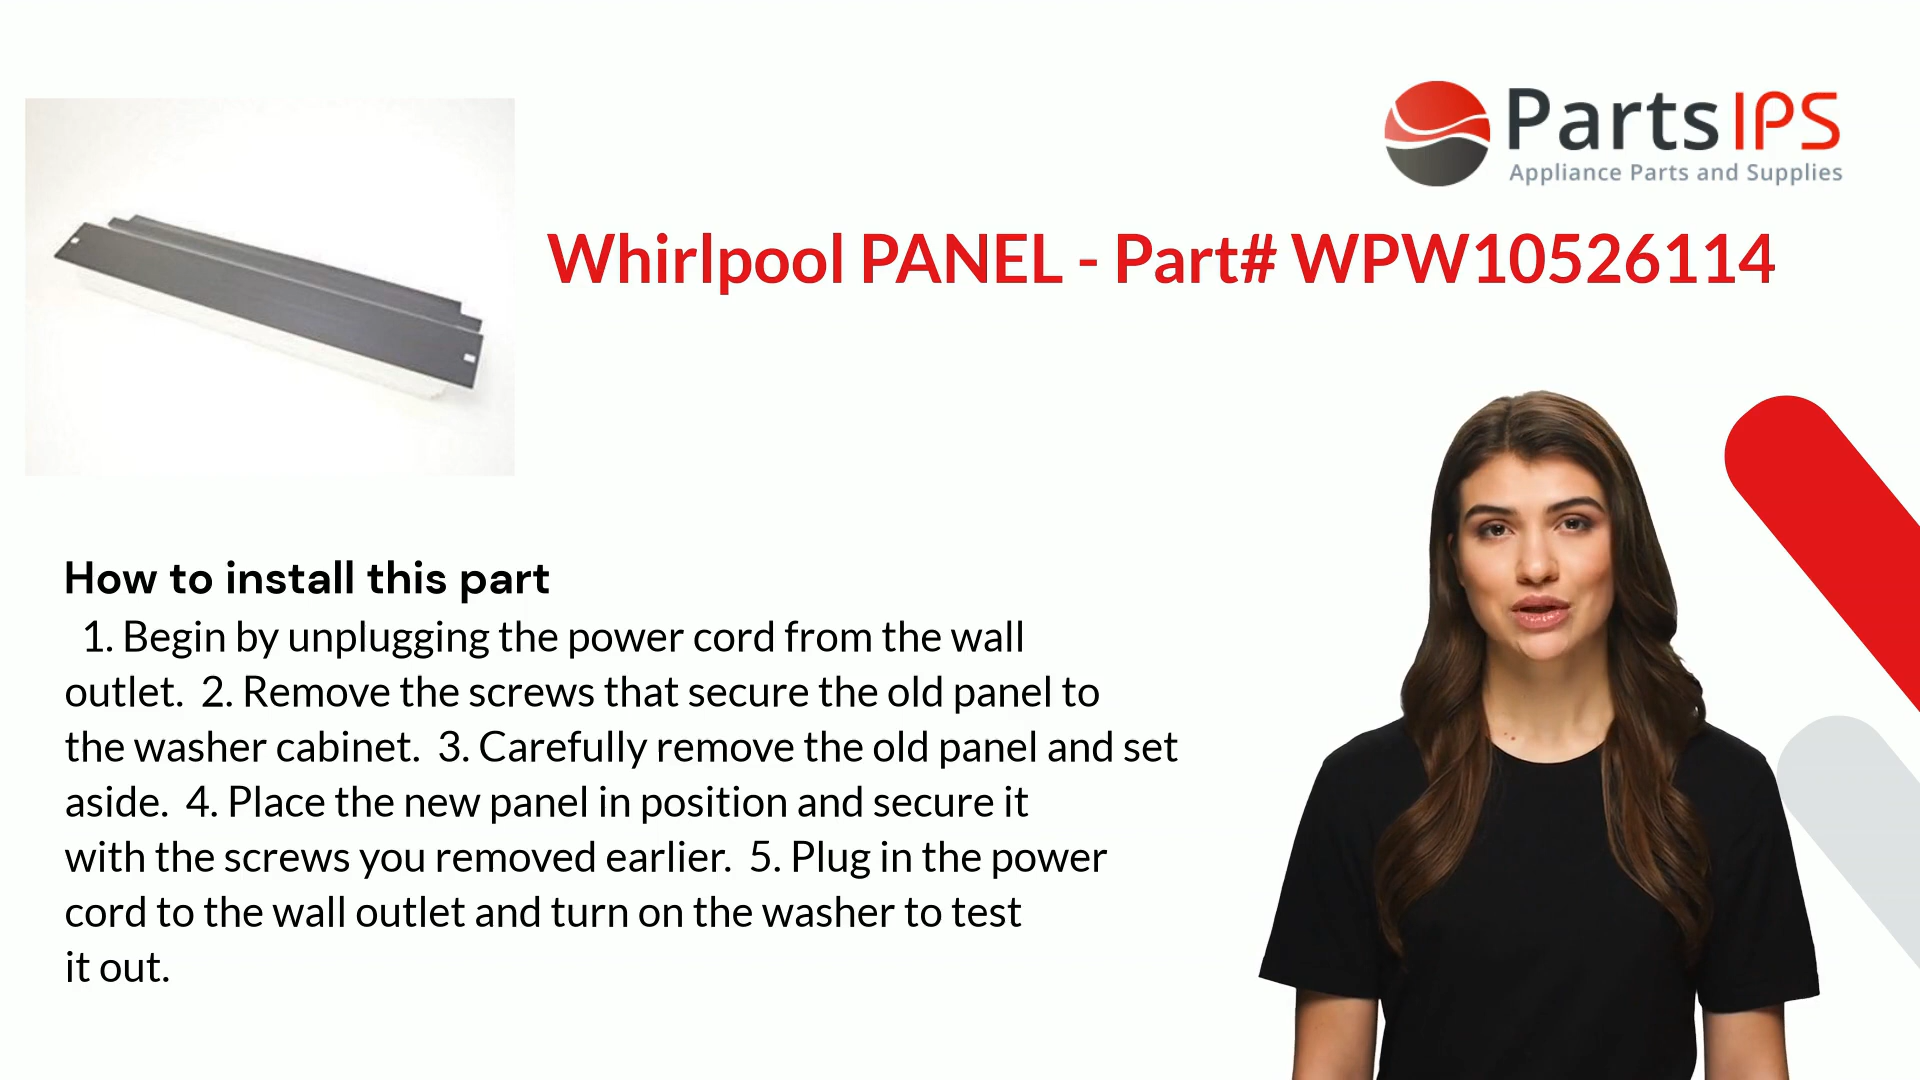 Parts IPS
Appliance Parts and Supplies
Whirlpool PANEL - Part# WPW10526114
How to install this part
1. Begin by unplugging the power cord from the wall
outlet. 2. Remove the screws that secure the old panel to
the washer cabinet. 3. Carefully remove the old panel and set
aside. 4. Place the new panel in position and secure it
with the screws you removed earlier. 5. Plug in the power
cord to the wall outlet and turn on the washer to test
it out.